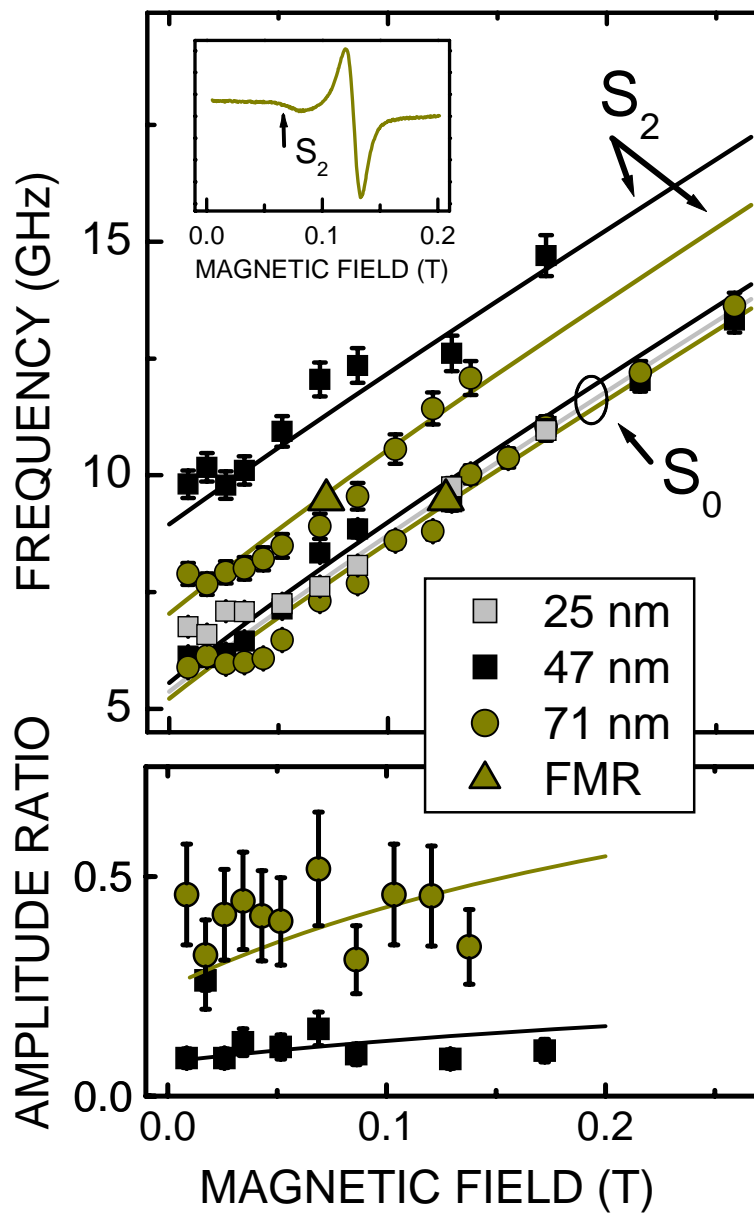 S2
S2
0.0 0.1 0.2
MAGNETIC FIELD (T)
FREQUENCY (GHz)
15
10
5
S0
25 nm
47 nm
71 nm
FMR
AMPLITUDE RATIO
0.5
0.0
0.0 0.1 0.2
MAGNETIC FIELD (T)